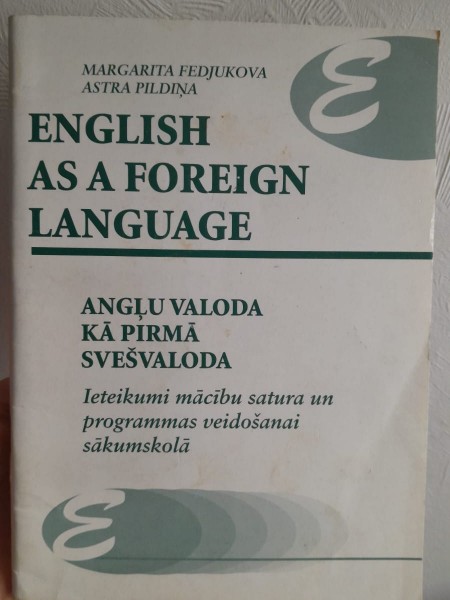 MARGARITA FEDJUKOVA
ASTRA PILDIŅA
ENGLISH
AS A FOREIGN
LANGUAGE
ANGĻU VALODA
KĀ PIRMĀ
SVEŠVALODA
Ieteikumi mācību satura un
programmas veidošanai
sākumskolā